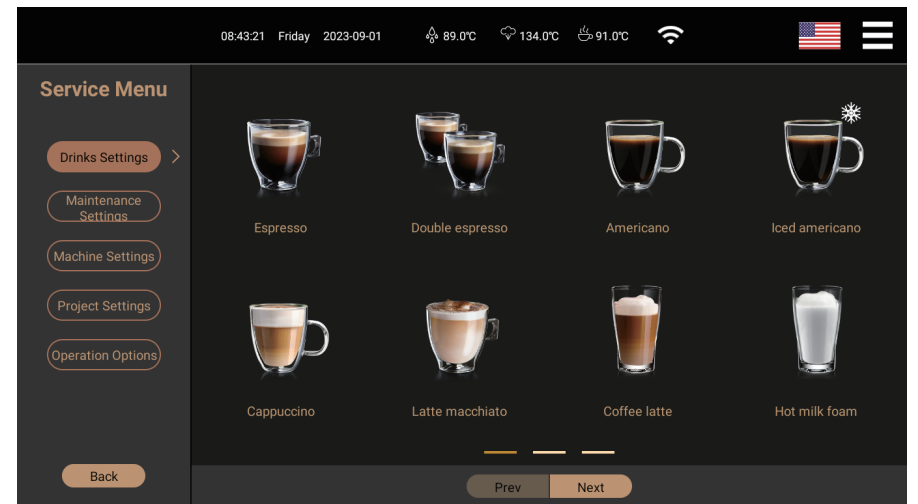 08:43:21 Friday 2023-09-01 89.0℃ 134.0℃ 91.0℃
Service Menu
Drinks Settings
Maintenance
Settings
Machine Settings
Project Settings
Operation Options
Back
Espresso Double espresso Americano Iced americano
Cappuccino Latte macchiato Coffee latte Hot milk foam
Prev Next